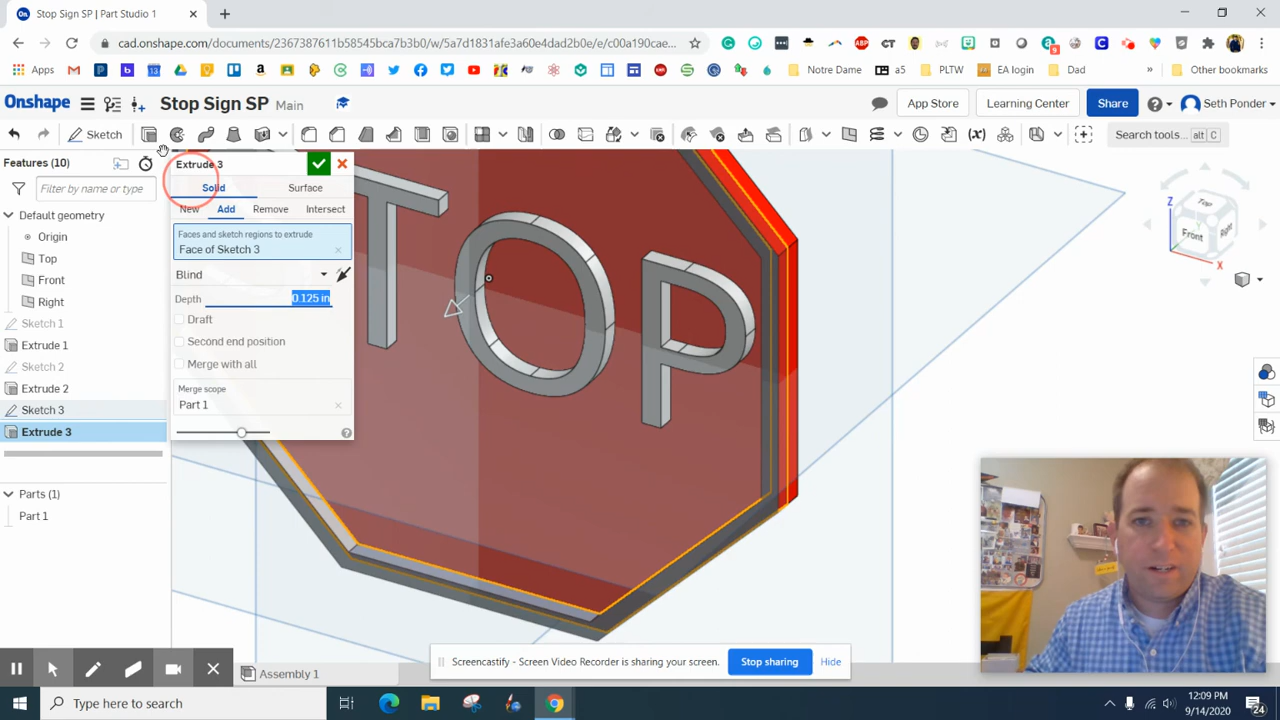 Stop Sign SP | Part Studio 1
cad.onshape.com/documents/2367387611b5545bca7b3b0/w/5a7d1831afe3a60e4dad2b0e/e/c00a190cae...
Apps
Notre Dame
a5
PLTW
EA login
Dad
Other bookmarks
Onshape
Stop Sign SP Main
App Store
Learning Center
Share
Seth Ponder
Sketch
Search tools...
alt C
Features (10)
Filter by name or type
Default geometry
Origin
Top
Front
Right
Sketch 1
Extrude 1
Sketch 2
Extrude 2
Sketch 3
Extrude 3
Parts (1)
Part 1
Extrude 3
Solid
Surface
New
Add
Remove
Intersect
Faces and sketch regions to extrude
Face of Sketch 3
Blind
Depth
0.125 in
Draft
Second end position
Merge with all
Merge scope
Part 1
TOP
Z
Top
Front
Right
X
Screencastify - Screen Video Recorder is sharing your screen.
Stop sharing
Hide
Assembly 1
Type here to search
12:09 PM
9/14/2020
24